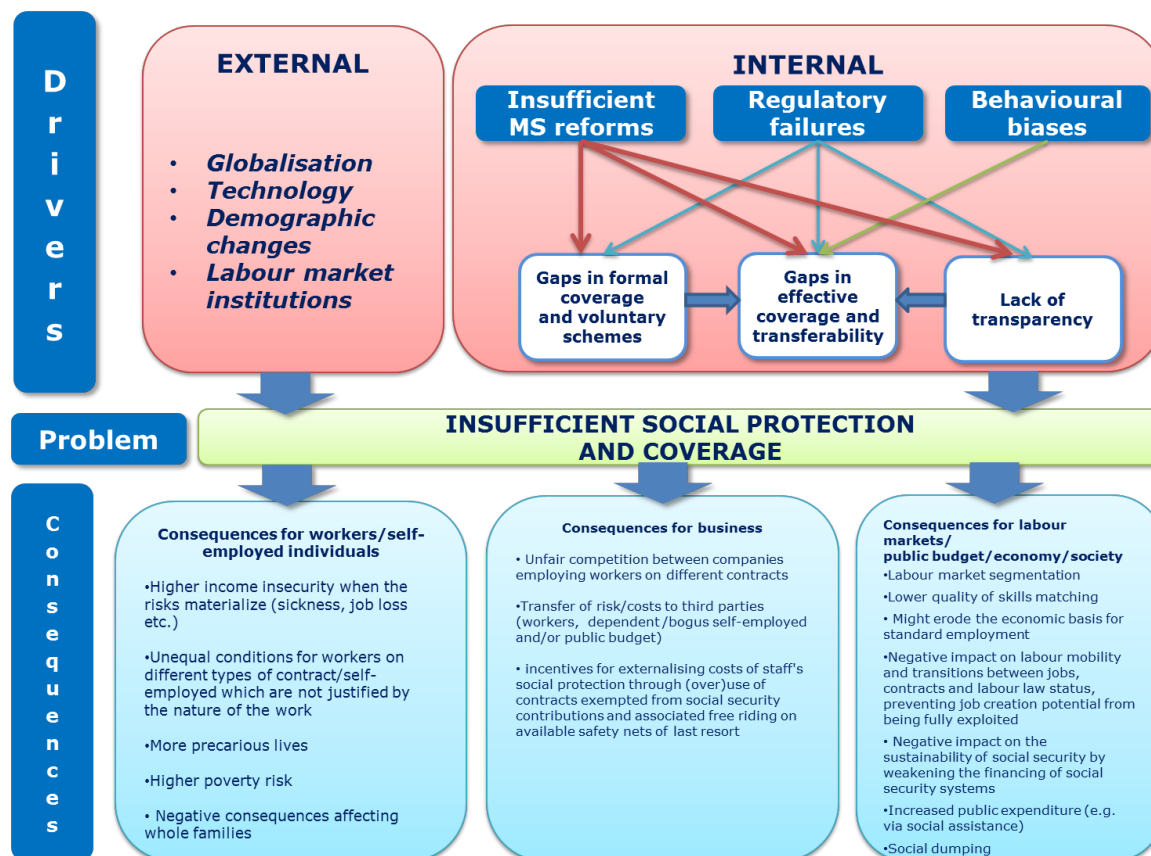 Drivers
EXTERNAL
• Globalisation
• Technology
• Demographic
changes
• Labour market
institutions
INTERNAL
Insufficient
MS reforms
Regulatory
failures
Behavioural
biases
Gaps in formal
coverage
and voluntary
schemes
Gaps in
effective
coverage and
transferability
Lack of
transparency
Problem
INSUFFICIENT SOCIAL PROTECTION
AND COVERAGE
Consequences
Consequences for workers/self-
employed individuals
•Higher income insecurity when the
risks materialize (sickness, job loss
etc.)
•Unequal conditions for workers on
different types of contract/self-
employed which are not justified by
the nature of the work
•More precarious lives
•Higher poverty risk
• Negative consequences affecting
whole families
Consequences for business
• Unfair competition between companies
employing workers on different contracts
•Transfer of risk/costs to third parties
(workers, dependent/bogus self-employed
and/or public budget)
• incentives for externalising costs of staff's
social protection through (over)use of
contracts exempted from social security
contributions and associated free riding on
available safety nets of last resort
Consequences for labour
markets/
public budget/economy/society
•Labour market segmentation
•Lower quality of skills matching
• Might erode the economic basis for
standard employment
•Negative impact on labour mobility
and transitions between jobs,
contracts and labour law status,
preventing job creation potential from
being fully exploited
• Negative impact on the
sustainability of social security by
weakening the financing of social
security systems
•Increased public expenditure (e.g.
via social assistance)
•Social dumping